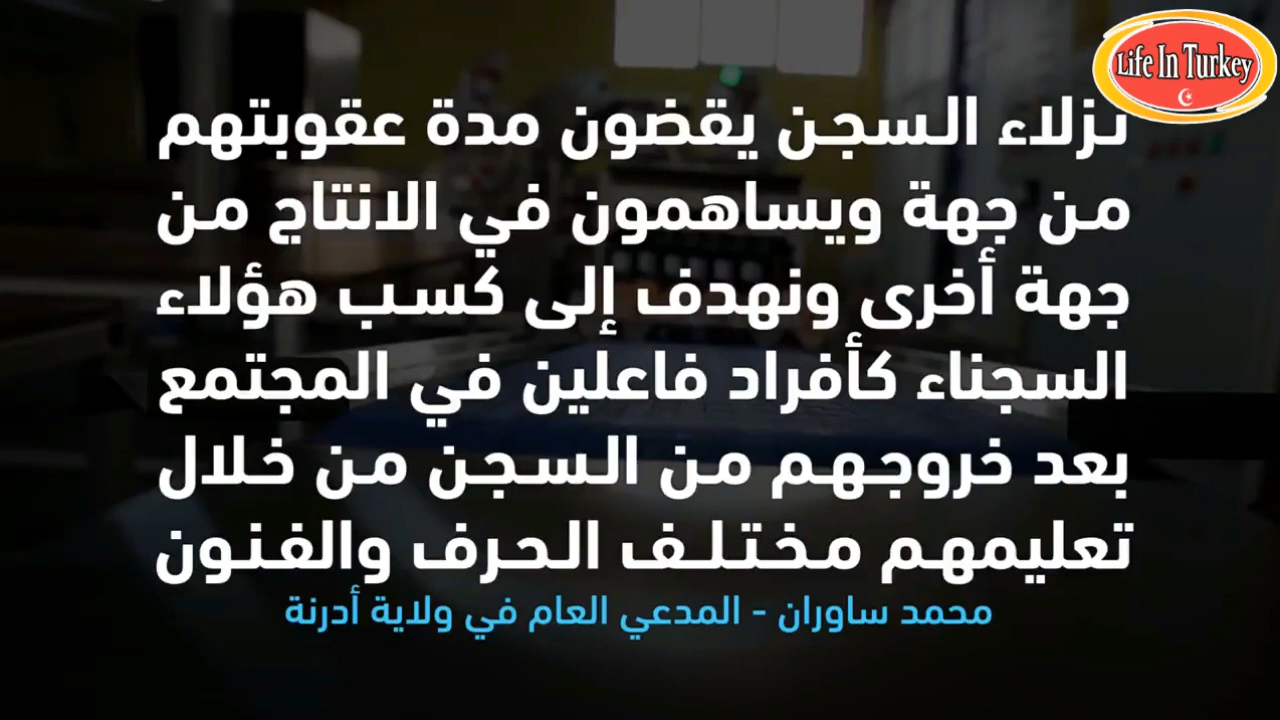 Life In Turkey
نزلاء السجن يقضون مدة عقوبتهم
من جهة ويساهمون في الانتاج من
جهة أخرى ونهدف إلى كسب هؤلاء
السجناء كأفراد فاعلين في المجتمع
بعد خروجهم من السجن من خلال
تعليمهم مختلف الحرف والفنون
محمد ساوران - المدعي العام في ولاية أدرنة